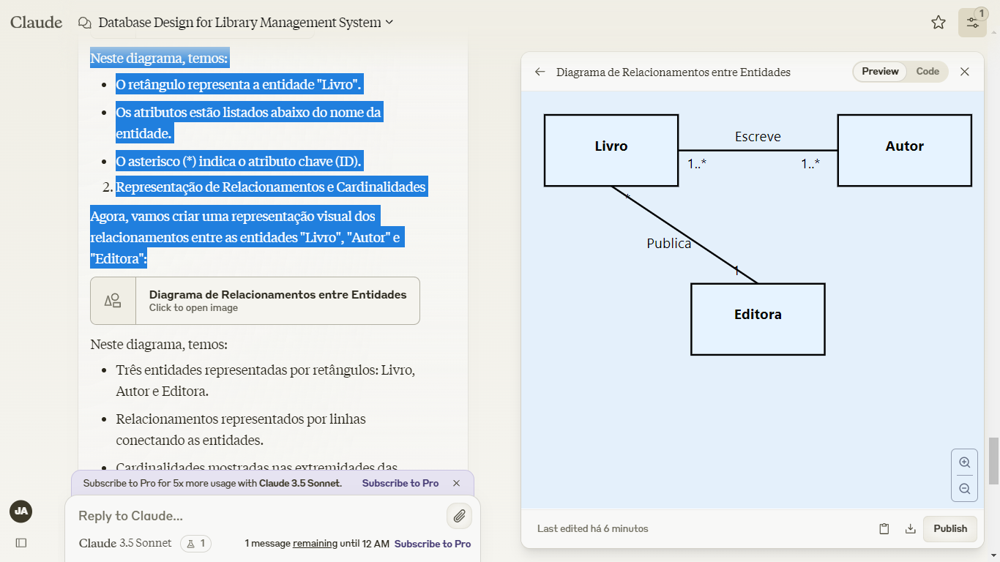 Claude
Database Design for Library Management System
1
Neste diagrama, temos:
O retângulo representa a entidade "Livro".
Os atributos estão listados abaixo do nome da
entidade.
O asterisco (*) indica o atributo chave (ID).
2. Representação de Relacionamentos e Cardinalidades
Agora, vamos criar uma representação visual dos
relacionamentos entre as entidades "Livro", "Autor" e
"Editora":
Diagrama de Relacionamentos entre Entidades
Click to open image
Neste diagrama, temos:
Três entidades representadas por retângulos: Livro,
Autor e Editora.
Relacionamentos representados por linhas
conectando as entidades.
Cardinalidades mostradas nas extremidades das
Subscribe to Pro for 5x more usage with Claude 3.5 Sonnet. Subscribe to Pro
JA
Reply to Claude...
Claude 3.5 Sonnet 1 1 message remaining until 12 AM Subscribe to Pro
Diagrama de Relacionamentos entre Entidades
Preview Code
Livro
Escreve
Autor
1..* 1..*
*
Publica
1
Editora
Last edited há 6 minutos
Publish